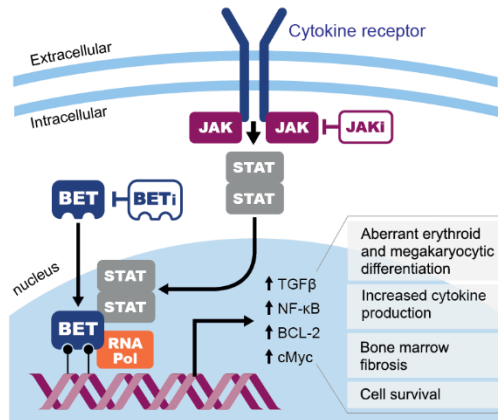 Cytokine receptor
Extracellular
Intracellular
JAK
JAK
JAKi
STAT
STAT
BET
BETi
nucleus
STAT
STAT
BET
RNA
Pol
TGFβ
NF-κB
BCL-2
cMyc
Aberrant erythroid
and megakaryocytic
differentiation
Increased cytokine
production
Bone marrow
fibrosis
Cell survival